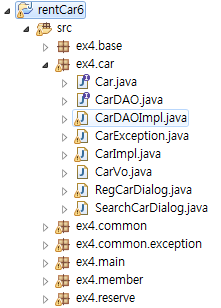 rentCar6
src
ex4.base
ex4.car
Car.java
CarDAO.java
CarDAOImpl.java
CarException.java
CarImpl.java
CarVo.java
RegCarDialog.java
SearchCarDialog.java
ex4.common
ex4.common.exception
ex4.main
ex4.member
ex4.reserve